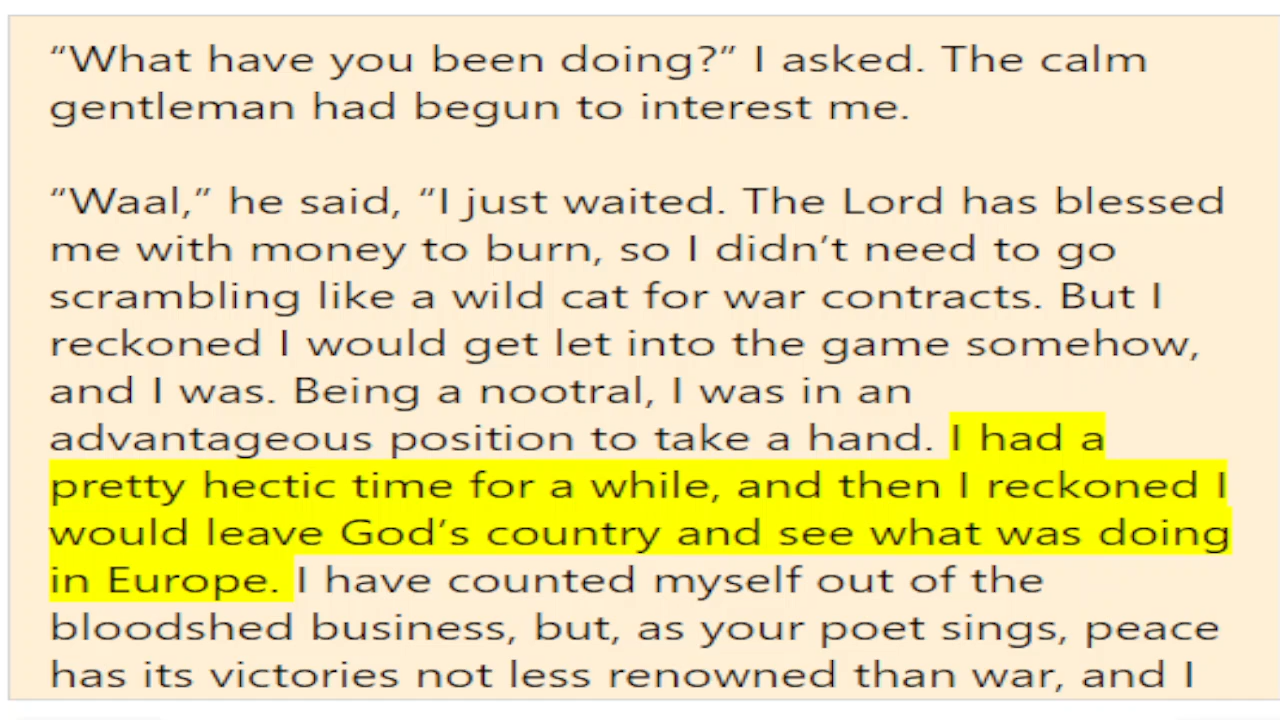 “What have you been doing?” I asked. The calm
gentleman had begun to interest me.
“Waal,” he said, “I just waited. The Lord has blessed
me with money to burn, so I didn’t need to go
scrambling like a wild cat for war contracts. But I
reckoned I would get let into the game somehow,
and I was. Being a nootral, I was in an
advantageous position to take a hand. I had a
pretty hectic time for a while, and then I reckoned I
would leave God’s country and see what was doing
in Europe. I have counted myself out of the
bloodshed business, but, as your poet sings, peace
has its victories not less renowned than war, and I